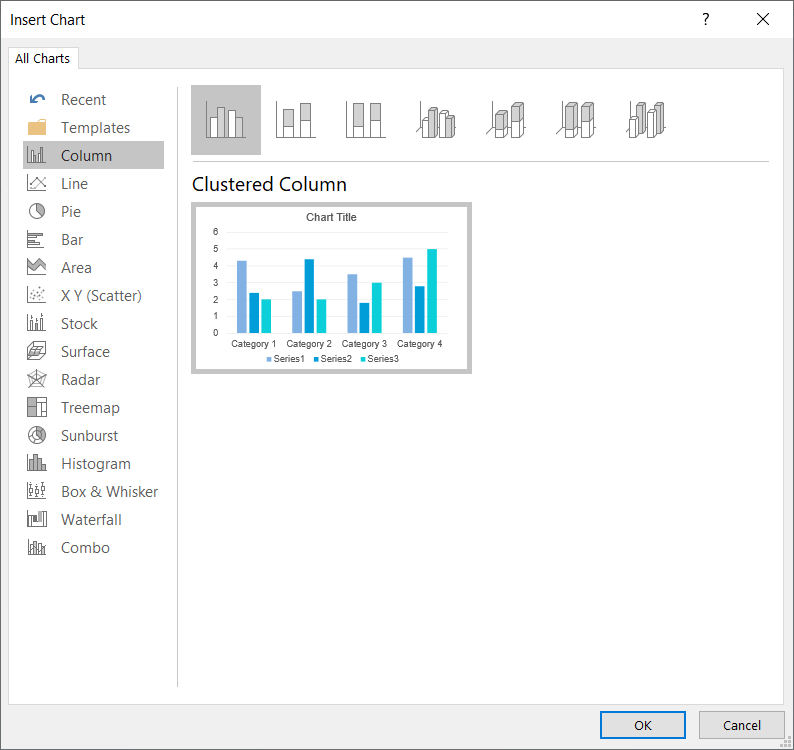 Insert Chart ?
All Charts
Recent
Templates
Column
Line
Pie
Bar
Area
X Y (Scatter)
Stock
Surface
Radar
Treemap
Sunburst
Histogram
Box & Whisker
Waterfall
Combo
Clustered Column
Chart Title
6
5
4
3
2
1
0
Category 1 Category 2 Category 3 Category 4
Series1 Series2 Series3
OK Cancel